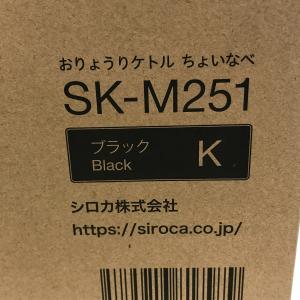 おりょうりケトル ちょいなべ
SK-M251
ブラック
Black
K
シロカ株式会社
https://siroca.co.jp/